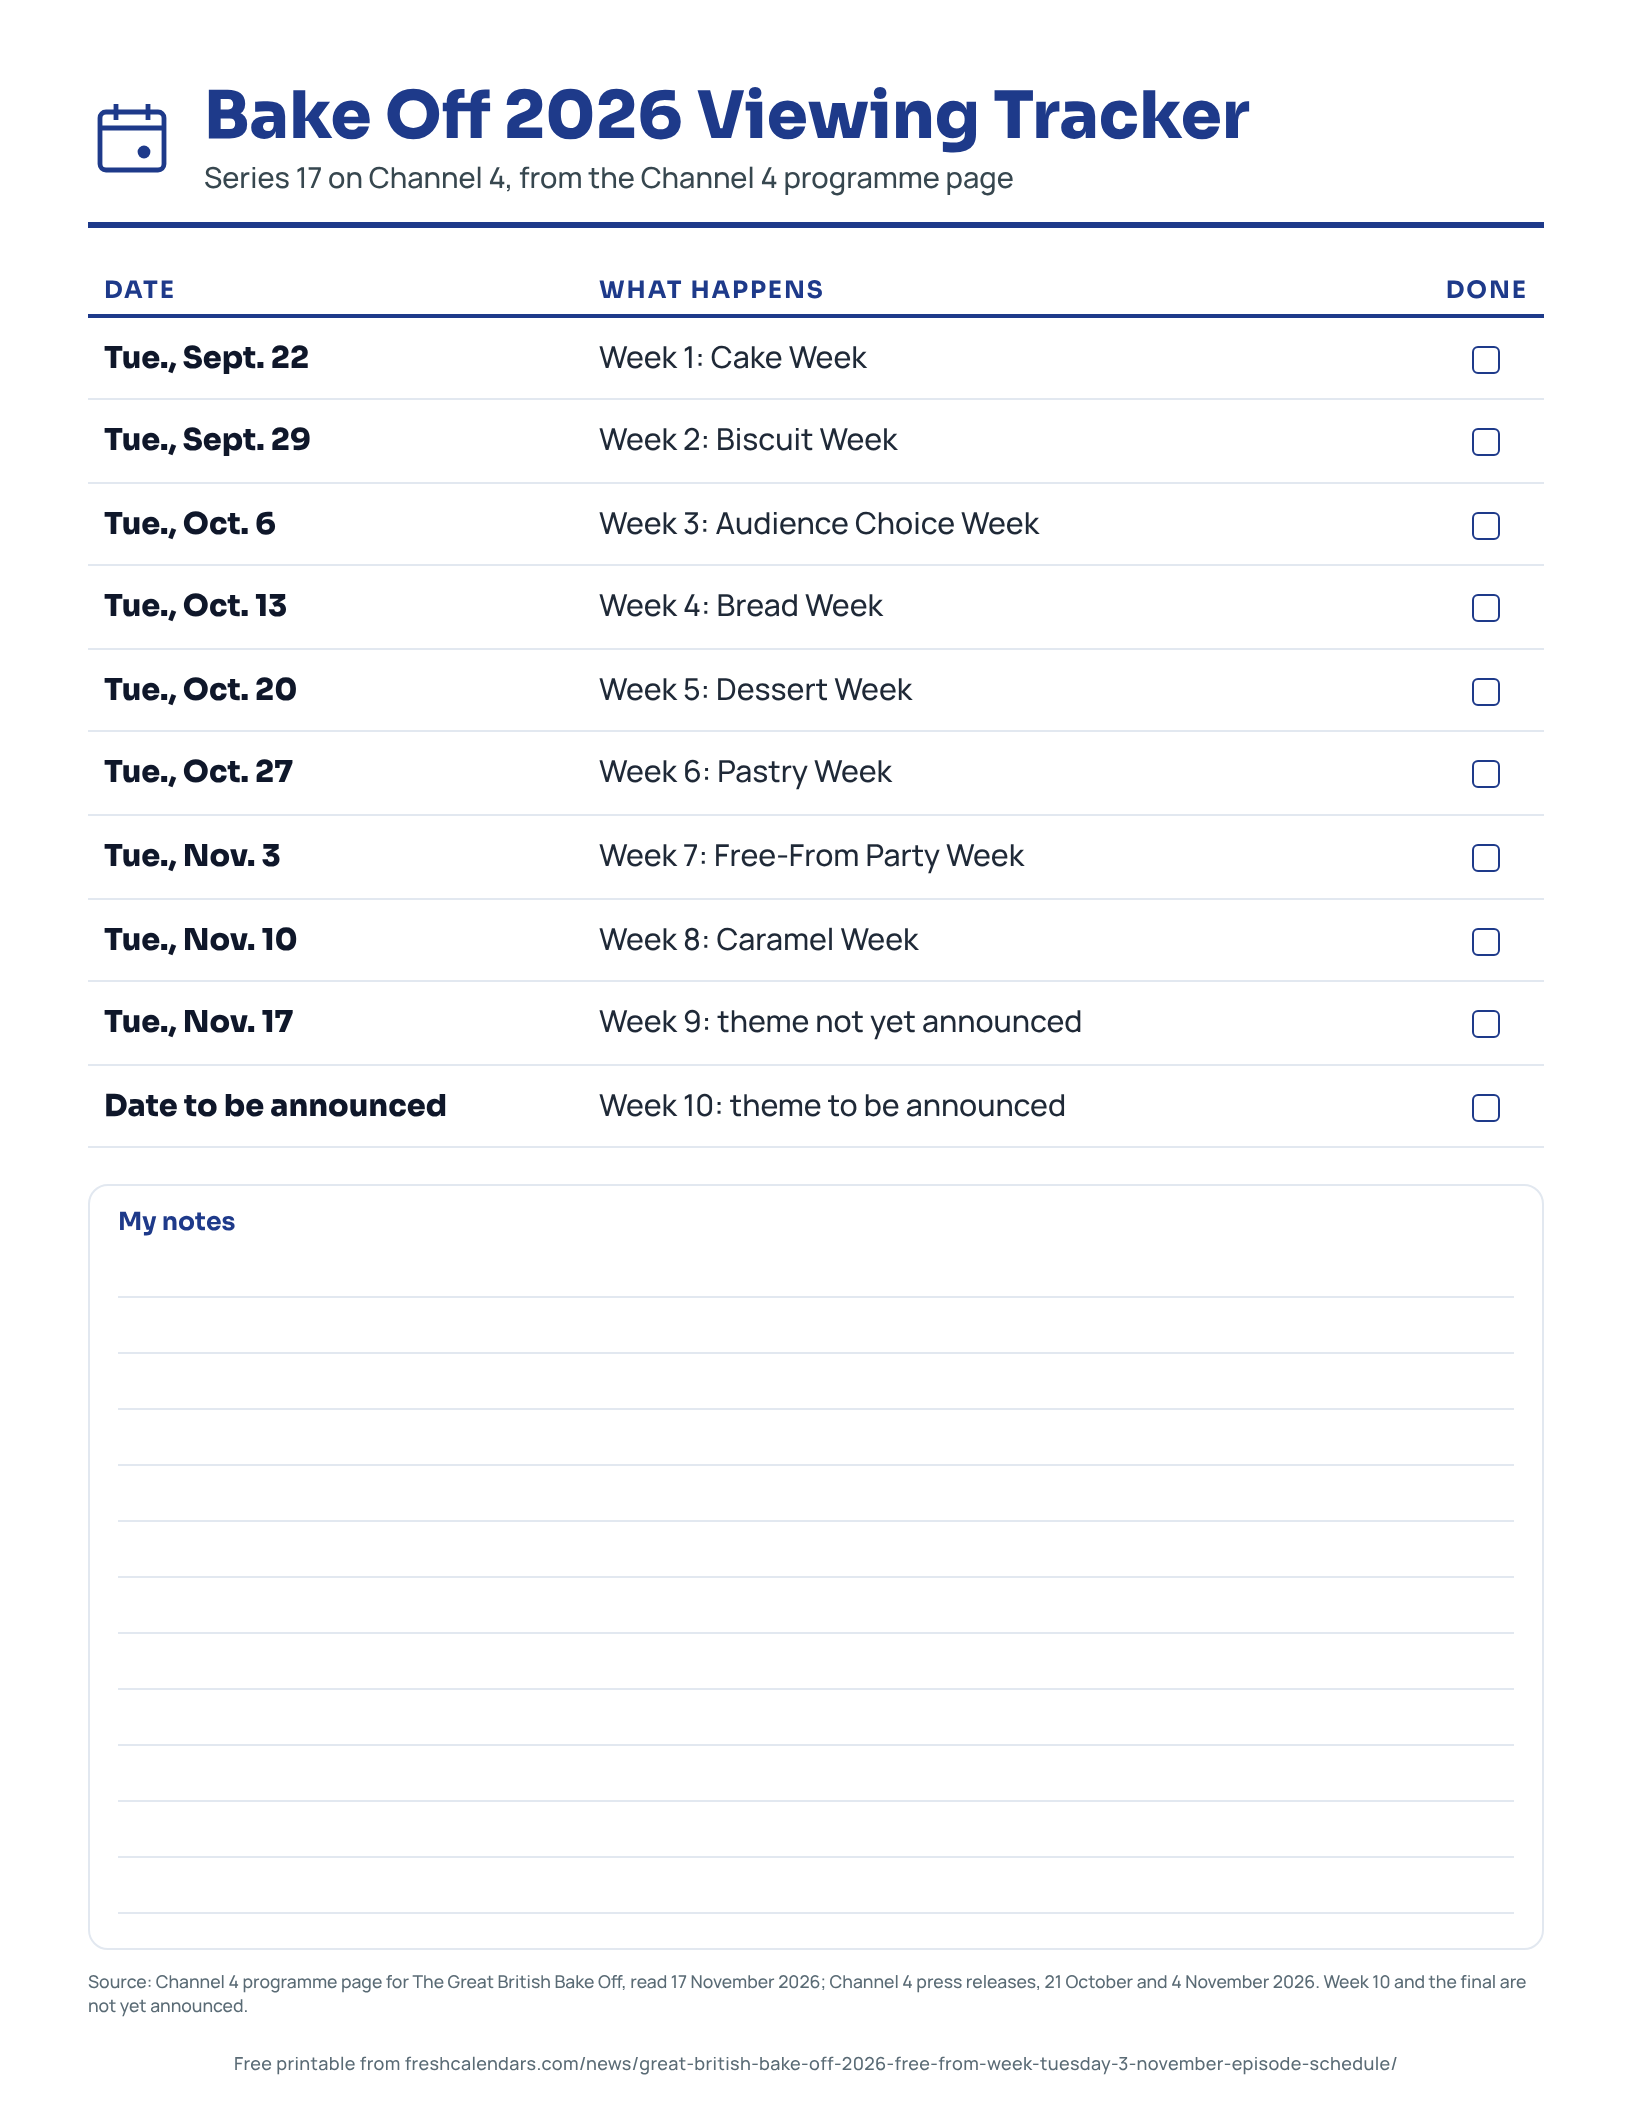 Bake Off 2026 Viewing Tracker
Series 17 on Channel 4, from the Channel 4 programme page
DATE WHAT HAPPENS DONE
Tue., Sept. 22 Week 1: Cake Week
Tue., Sept. 29 Week 2: Biscuit Week
Tue., Oct. 6 Week 3: Audience Choice Week
Tue., Oct. 13 Week 4: Bread Week
Tue., Oct. 20 Week 5: Dessert Week
Tue., Oct. 27 Week 6: Pastry Week
Tue., Nov. 3 Week 7: Free-From Party Week
Tue., Nov. 10 Week 8: Caramel Week
Tue., Nov. 17 Week 9: theme not yet announced
Date to be announced Week 10: theme to be announced
My notes
Source: Channel 4 programme page for The Great British Bake Off, read 17 November 2026; Channel 4 press releases, 21 October and 4 November 2026. Week 10 and the final are
not yet announced.
Free printable from freshcalendars.com/news/great-british-bake-off-2026-free-from-week-tuesday-3-november-episode-schedule/